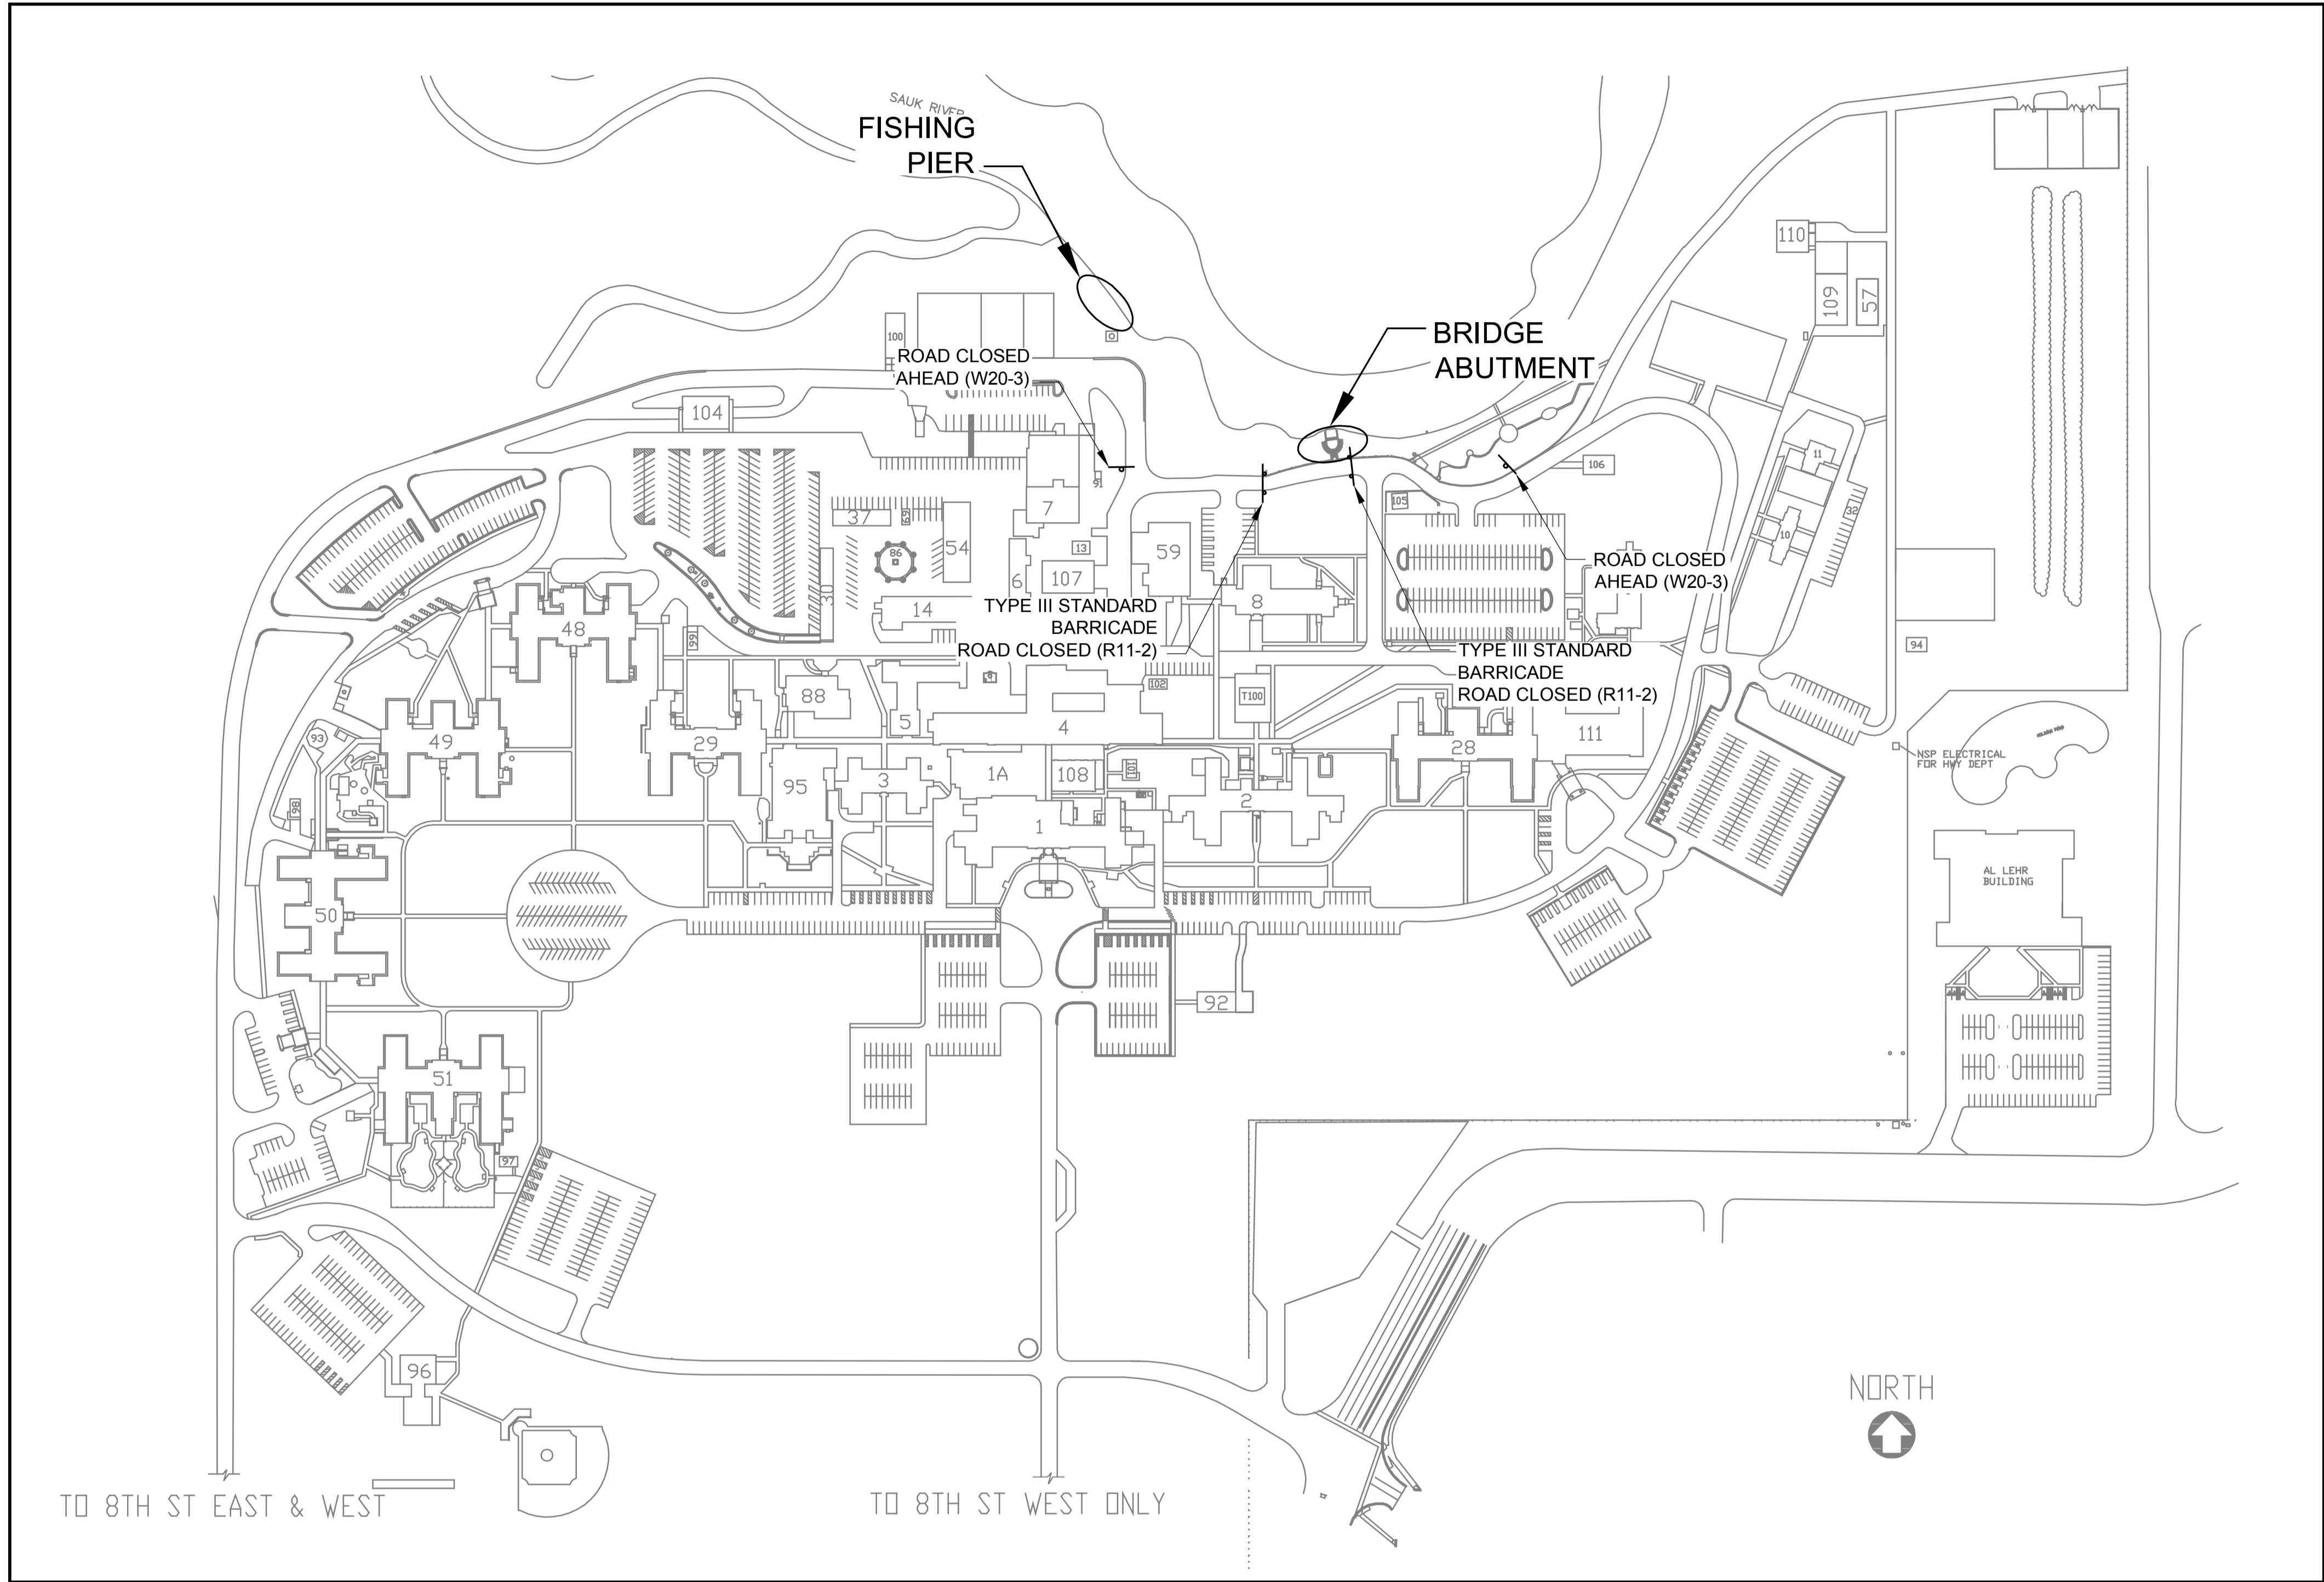 SAUK RIVER
FISHING
PIER
BRIDGE
ABUTMENT
110
109
57
100
ROAD CLOSED
AHEAD (W20-3)
104
11
106
91
105
7
32
37
69
10
54
86
13
59
ROAD CLOSED
AHEAD (W20-3)
6
107
30
14
8
TYPE III STANDARD
BARRICADE
ROAD CLOSED (R11-2)
48
TYPE III STANDARD
BARRICADE
ROAD CLOSED (R11-2)
94
102
88
T100
5
4
93
49
29
28
111
NSP ELECTRICAL
FOR HWY DEPT
1A
108
101
3
95
2
98
1
AL LEHR
BUILDING
50
92
51
97
96
NORTH
TO 8TH ST EAST & WEST
TO 8TH ST WEST ONLY